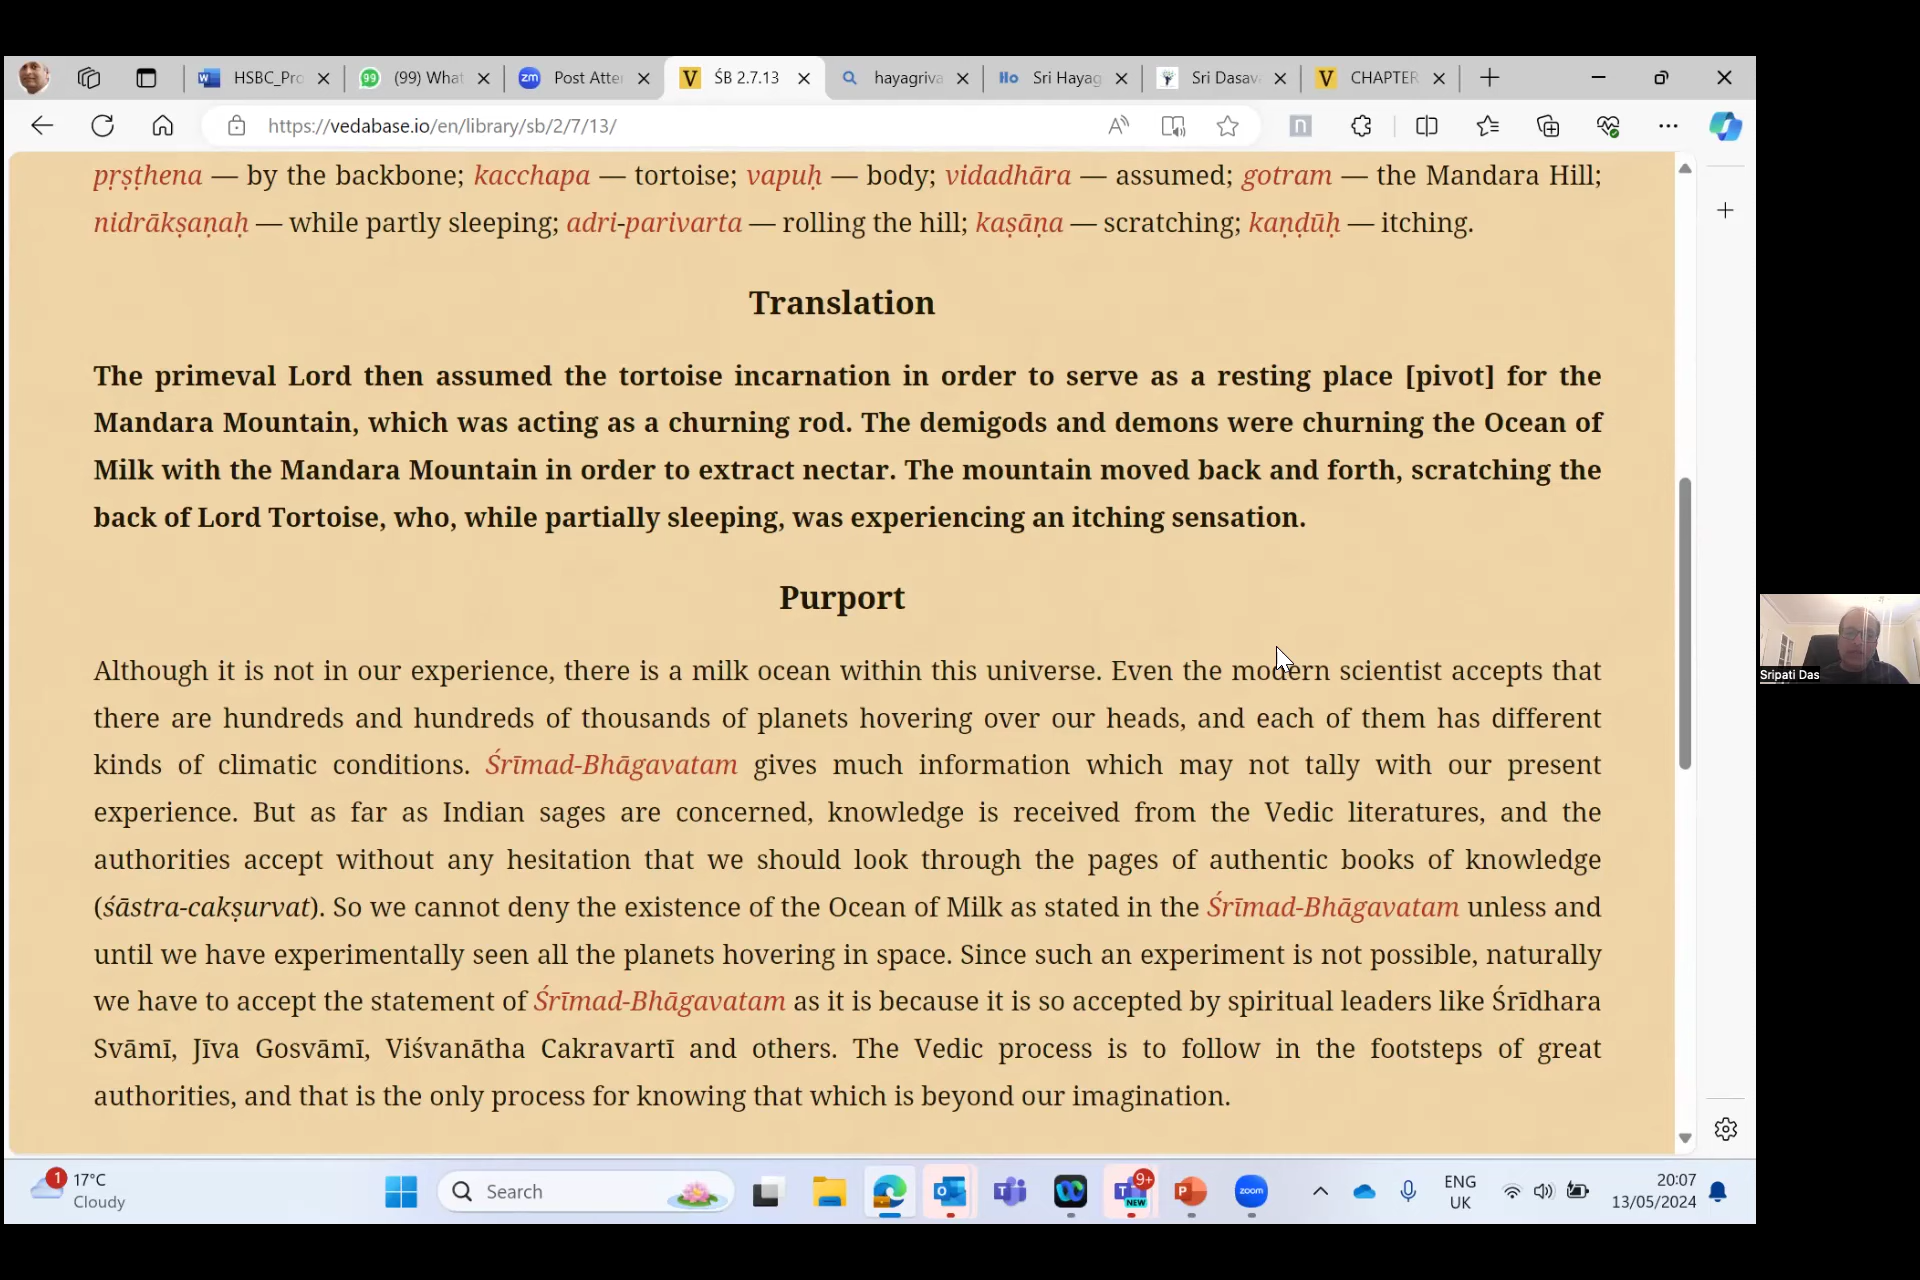 HSBC_Pro
99
(99) What
zm
Post Atte
V
ŚB 2.7.13
hayagriva
Ho
Sri Hayag
Sri Dasava
V
CHAPTER
https://vedabase.io/en/library/sb/2/7/13/
pṛṣṭhena — by the backbone; kacchapa — tortoise; vapuḥ — body; vidadhāra — assumed; gotram — the Mandara Hill;
nidrākṣaṇaḥ — while partly sleeping; adri-parivarta — rolling the hill; kaṣāṇa — scratching; kaṇḍūḥ — itching.
Translation
The primeval Lord then assumed the tortoise incarnation in order to serve as a resting place [pivot] for the
Mandara Mountain, which was acting as a churning rod. The demigods and demons were churning the Ocean of
Milk with the Mandara Mountain in order to extract nectar. The mountain moved back and forth, scratching the
back of Lord Tortoise, who, while partially sleeping, was experiencing an itching sensation.
Purport
Although it is not in our experience, there is a milk ocean within this universe. Even the modern scientist accepts that
there are hundreds and hundreds of thousands of planets hovering over our heads, and each of them has different
kinds of climatic conditions. Śrīmad-Bhāgavatam gives much information which may not tally with our present
experience. But as far as Indian sages are concerned, knowledge is received from the Vedic literatures, and the
authorities accept without any hesitation that we should look through the pages of authentic books of knowledge
(śāstra-cakṣurvat). So we cannot deny the existence of the Ocean of Milk as stated in the Śrīmad-Bhāgavatam unless and
until we have experimentally seen all the planets hovering in space. Since such an experiment is not possible, naturally
we have to accept the statement of Śrīmad-Bhāgavatam as it is because it is so accepted by spiritual leaders like Śrīdhara
Svāmī, Jīva Gosvāmī, Viśvanātha Cakravartī and others. The Vedic process is to follow in the footsteps of great
authorities, and that is the only process for knowing that which is beyond our imagination.
Sripati Das
1
17°C
Cloudy
Search
9+
NEW
zoom
ENG
UK
20:07
13/05/2024